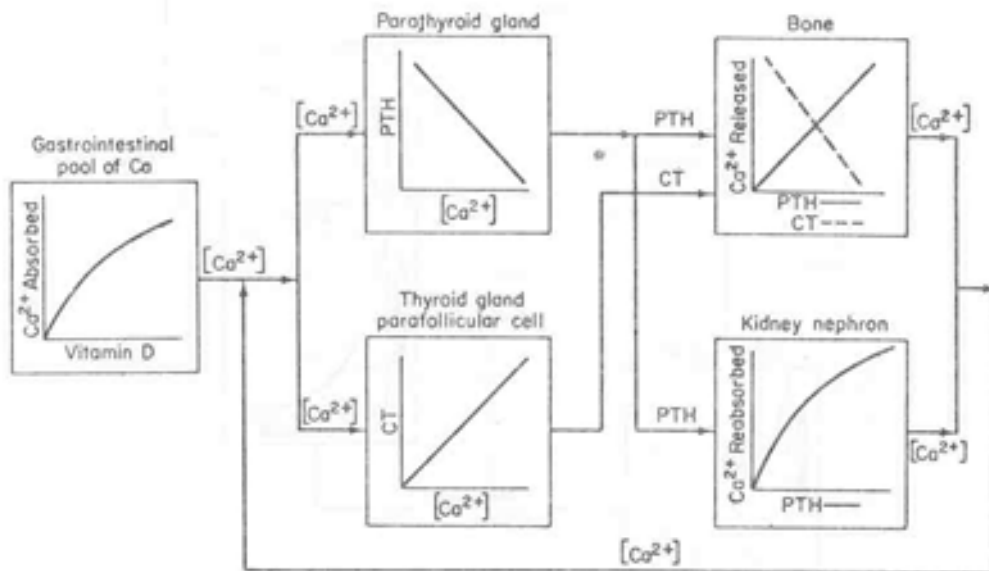 Parathyroid gland
Bone
[Ca2+]
PTH
[Ca2+]
PTH
CT
Ca2+ Released
PTH
CT
[Ca2+]
Gastrointestinal
pool of Ca
Ca2+ Absorbed
Vitamin D
[Ca2+]
Thyroid gland
parafollicular cell
[Ca2+]
CT
[Ca2+]
Kidney nephron
PTH
Ca2+ Reabsorbed
PTH
[Ca2+]
[Ca2+]